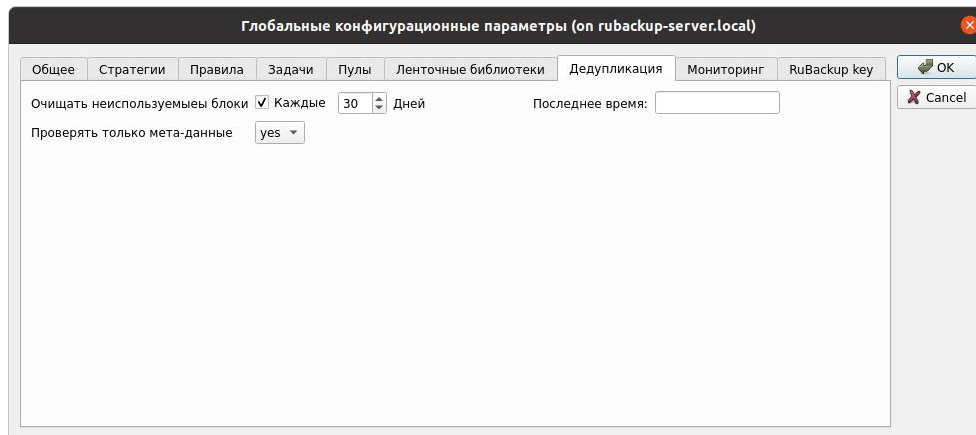 Глобальные конфигурационные параметры (on rubackup-server.local)
Общее Стратегии Правила Задачи Пулы Ленточные библиотеки Дедупликация Мониторинг RuBackup key
OK
Cancel
Очищать неиспользуемыеы блоки Каждые 30 Дней Последнее время:
Проверять только мета-данные yes